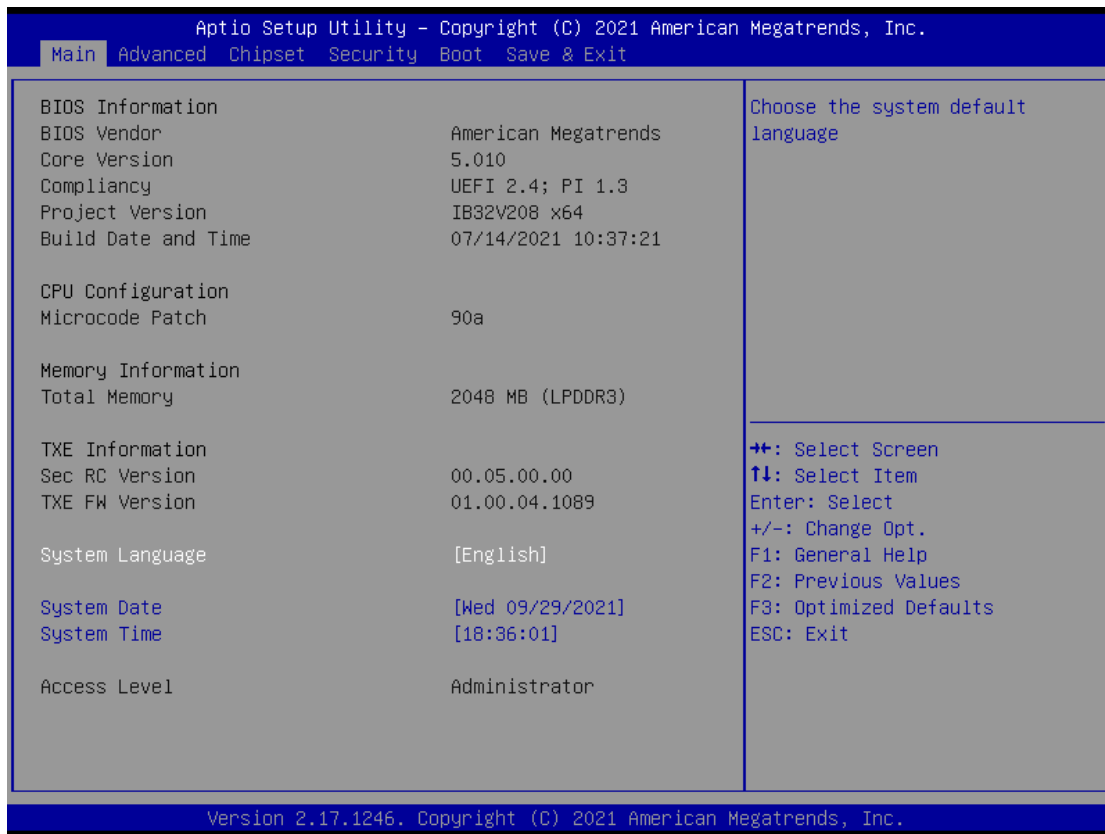 Aptio Setup Utility – Copyright (C) 2021 American Megatrends, Inc.
Main Advanced Chipset Security Boot Save & Exit
BIOS Information
BIOS Vendor American Megatrends
Core Version 5.010
Compliancy UEFI 2.4; PI 1.3
Project Version IB32V208 x64
Build Date and Time 07/14/2021 10:37:21
CPU Configuration
Microcode Patch 90a
Memory Information
Total Memory 2048 MB (LPDDR3)
TXE Information
Sec RC Version 00.05.00.00
TXE FW Version 01.00.04.1089
System Language [English]
System Date [Wed 09/29/2021]
System Time [18:36:01]
Access Level Administrator
Choose the system default
language
→←: Select Screen
↑↓: Select Item
Enter: Select
+/-: Change Opt.
F1: General Help
F2: Previous Values
F3: Optimized Defaults
ESC: Exit
Version 2.17.1246. Copyright (C) 2021 American Megatrends, Inc.